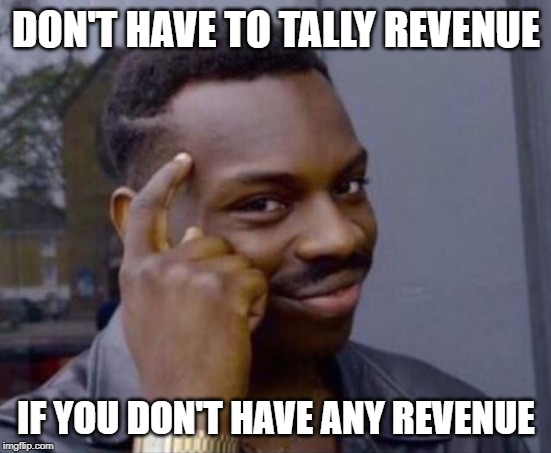 DON'T HAVE TO TALLY REVENUE
IF YOU DON'T HAVE ANY REVENUE
imgflip.com